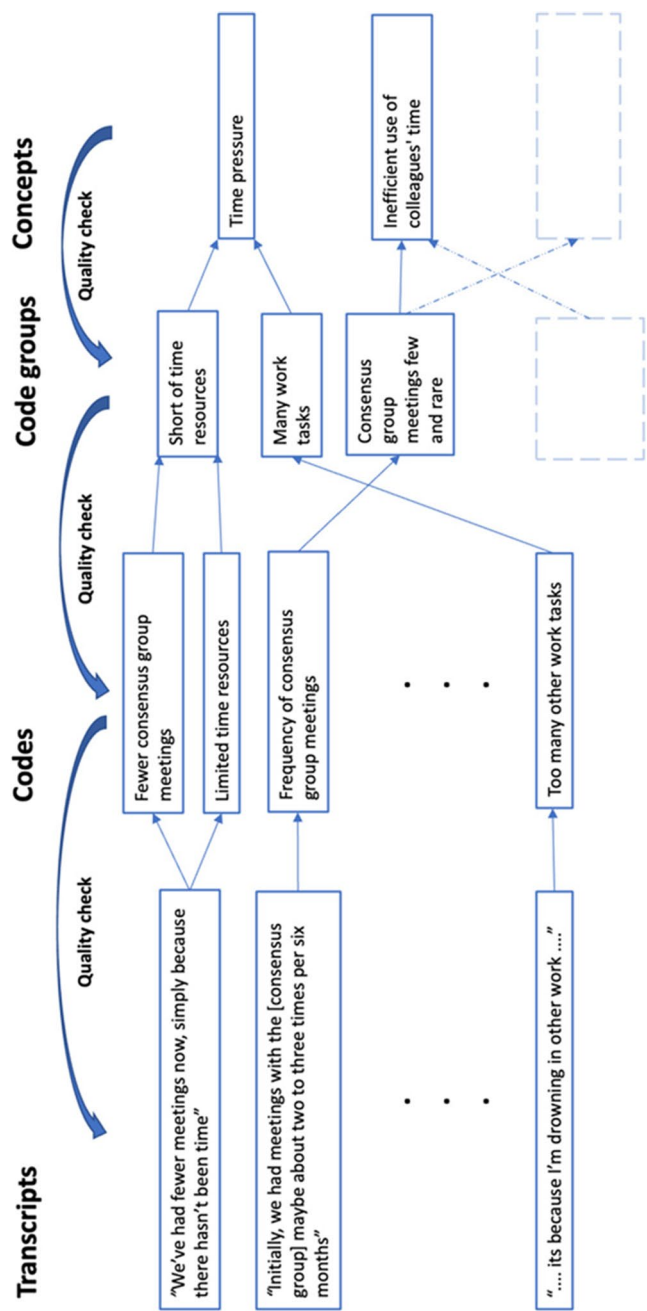 Transcripts
Codes
Code groups
Concepts
Quality check
Quality check
Quality check
"We've had fewer meetings now, simply because
there hasn't been time"
"Initially, we had meetings with the [consensus
group] maybe about two to three times per six
months"
. . .
".... its because I'm drowning in other work ...."
Fewer consensus group
meetings
Limited time resources
Frequency of consensus
group meetings
. . .
Too many other work tasks
Short of time
resources
Many work
tasks
Consensus
group
meetings few
and rare
Time pressure
Inefficient use of
colleagues' time